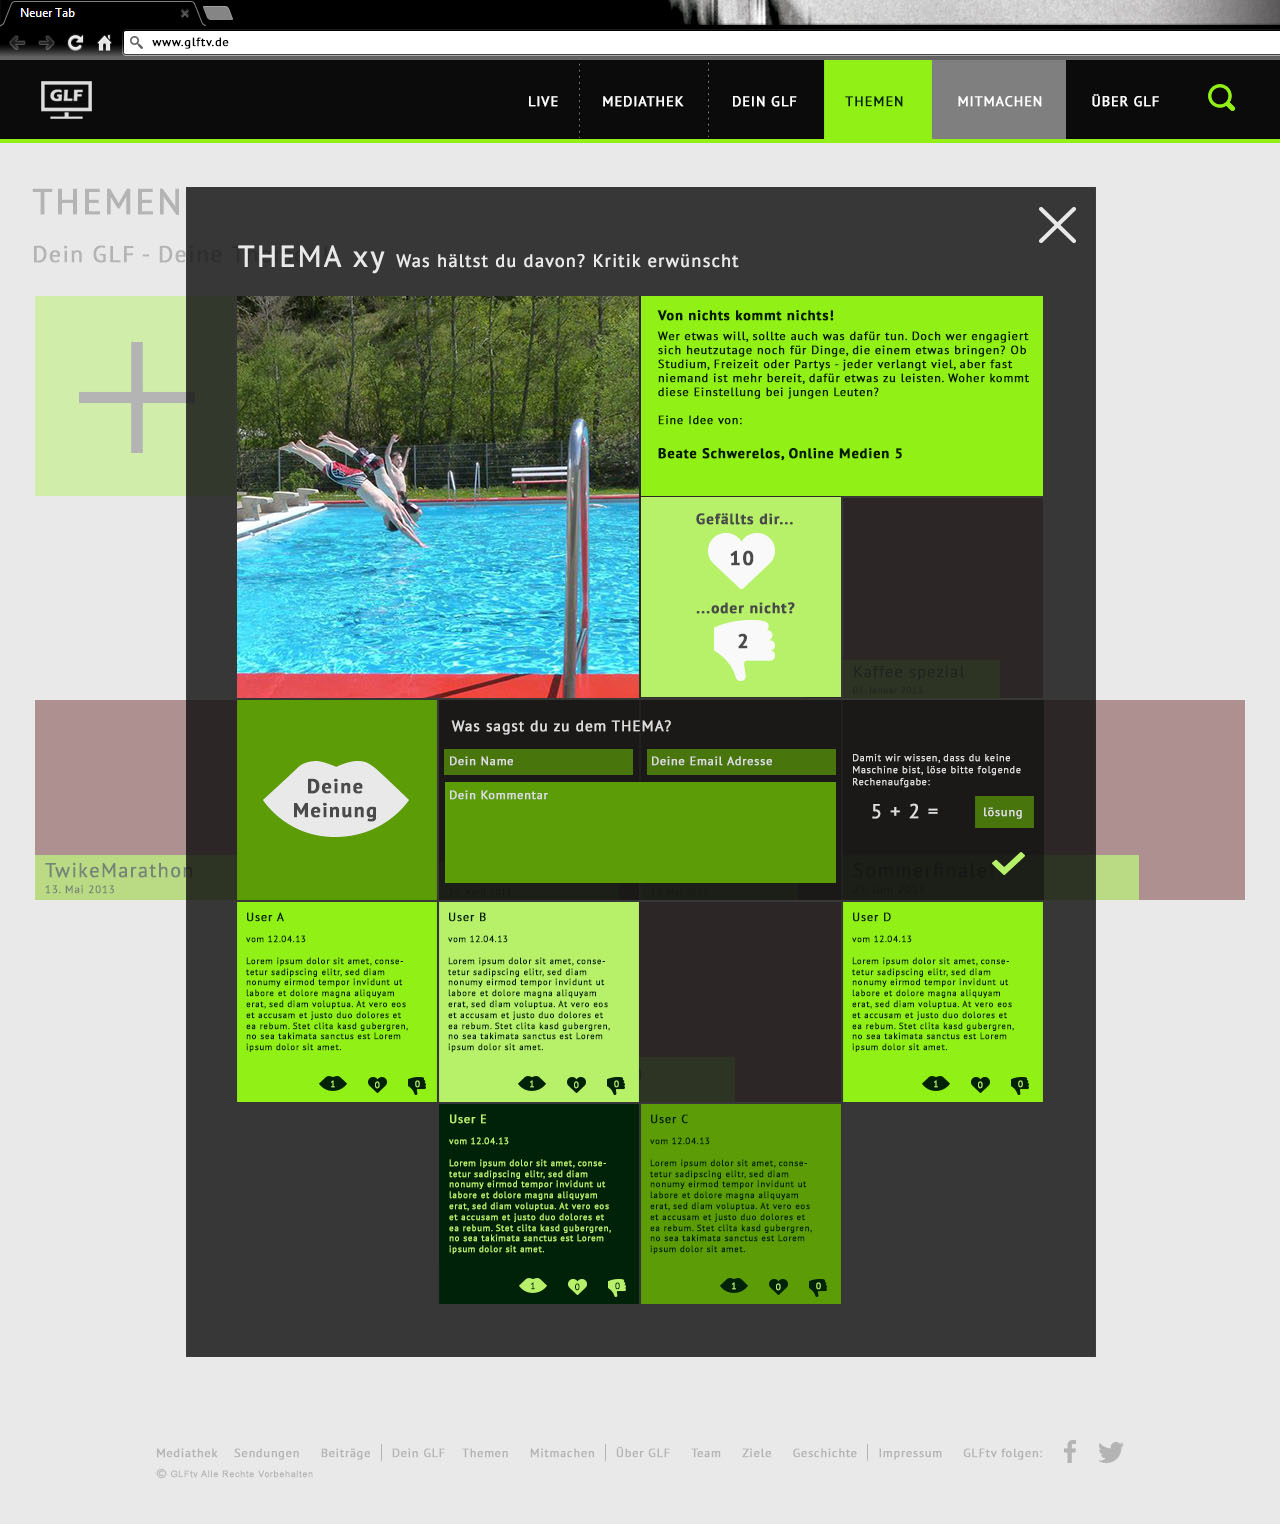 Neuer Tab
www.glftv.de
GLF
LIVE
MEDIATHEK
DEIN GLF
THEMEN
MITMACHEN
ÜBER GLF
THEMEN
Dein GLF - Deine
THEMA xy Was hältst du davon? Kritik erwünscht
Von nichts kommt nichts!
Wer etwas will, sollte auch was dafür tun. Doch wer engagiert
sich heutzutage noch für Dinge, die einem etwas bringen? Ob
Studium, Freizeit oder Partys - jeder verlangt viel, aber fast
niemand ist mehr bereit, dafür etwas zu leisten. Woher kommt
diese Einstellung bei jungen Leuten?
Eine Idee von:
Beate Schwerelos, Online Medien 5
Gefällts dir...
10
...oder nicht?
2
Kaffee spezial
01. Januar 2013
Deine
Meinung
Was sagst du zu dem THEMA?
Dein Name
Deine Email Adresse
Dein Kommentar
Damit wir wissen, dass du keine
Maschine bist, löse bitte folgende
Rechenaufgabe:
5 + 2 =
lösung
TwikeMarathon
13. Mai 2013
Sommerfinale
User A
vom 12.04.13
Lorem ipsum dolor sit amet, conse-
tetur sadipscing elitr, sed diam
nonumy eirmod tempor invidunt ut
labore et dolore magna aliquyam
erat, sed diam voluptua. At vero eos
et accusam et justo duo dolores et
ea rebum. Stet clita kasd gubergren,
no sea takimata sanctus est Lorem
ipsum dolor sit amet.
1 0 0
User B
vom 12.04.13
Lorem ipsum dolor sit amet, conse-
tetur sadipscing elitr, sed diam
nonumy eirmod tempor invidunt ut
labore et dolore magna aliquyam
erat, sed diam voluptua. At vero eos
et accusam et justo duo dolores et
ea rebum. Stet clita kasd gubergren,
no sea takimata sanctus est Lorem
ipsum dolor sit amet.
1 0 0
User D
vom 12.04.13
Lorem ipsum dolor sit amet, conse-
tetur sadipscing elitr, sed diam
nonumy eirmod tempor invidunt ut
labore et dolore magna aliquyam
erat, sed diam voluptua. At vero eos
et accusam et justo duo dolores et
ea rebum. Stet clita kasd gubergren,
no sea takimata sanctus est Lorem
ipsum dolor sit amet.
1 0 0
User E
vom 12.04.13
Lorem ipsum dolor sit amet, conse-
tetur sadipscing elitr, sed diam
nonumy eirmod tempor invidunt ut
labore et dolore magna aliquyam
erat, sed diam voluptua. At vero eos
et accusam et justo duo dolores et
ea rebum. Stet clita kasd gubergren,
no sea takimata sanctus est Lorem
ipsum dolor sit amet.
1 0 0
User C
vom 12.04.13
Lorem ipsum dolor sit amet, conse-
tetur sadipscing elitr, sed diam
nonumy eirmod tempor invidunt ut
labore et dolore magna aliquyam
erat, sed diam voluptua. At vero eos
et accusam et justo duo dolores et
ea rebum. Stet clita kasd gubergren,
no sea takimata sanctus est Lorem
ipsum dolor sit amet.
1 0 0
Mediathek Sendungen Beiträge Dein GLF Themen Mitmachen Über GLF Team Ziele Geschichte Impressum GLFtv folgen:
© GLFtv Alle Rechte Vorbehalten